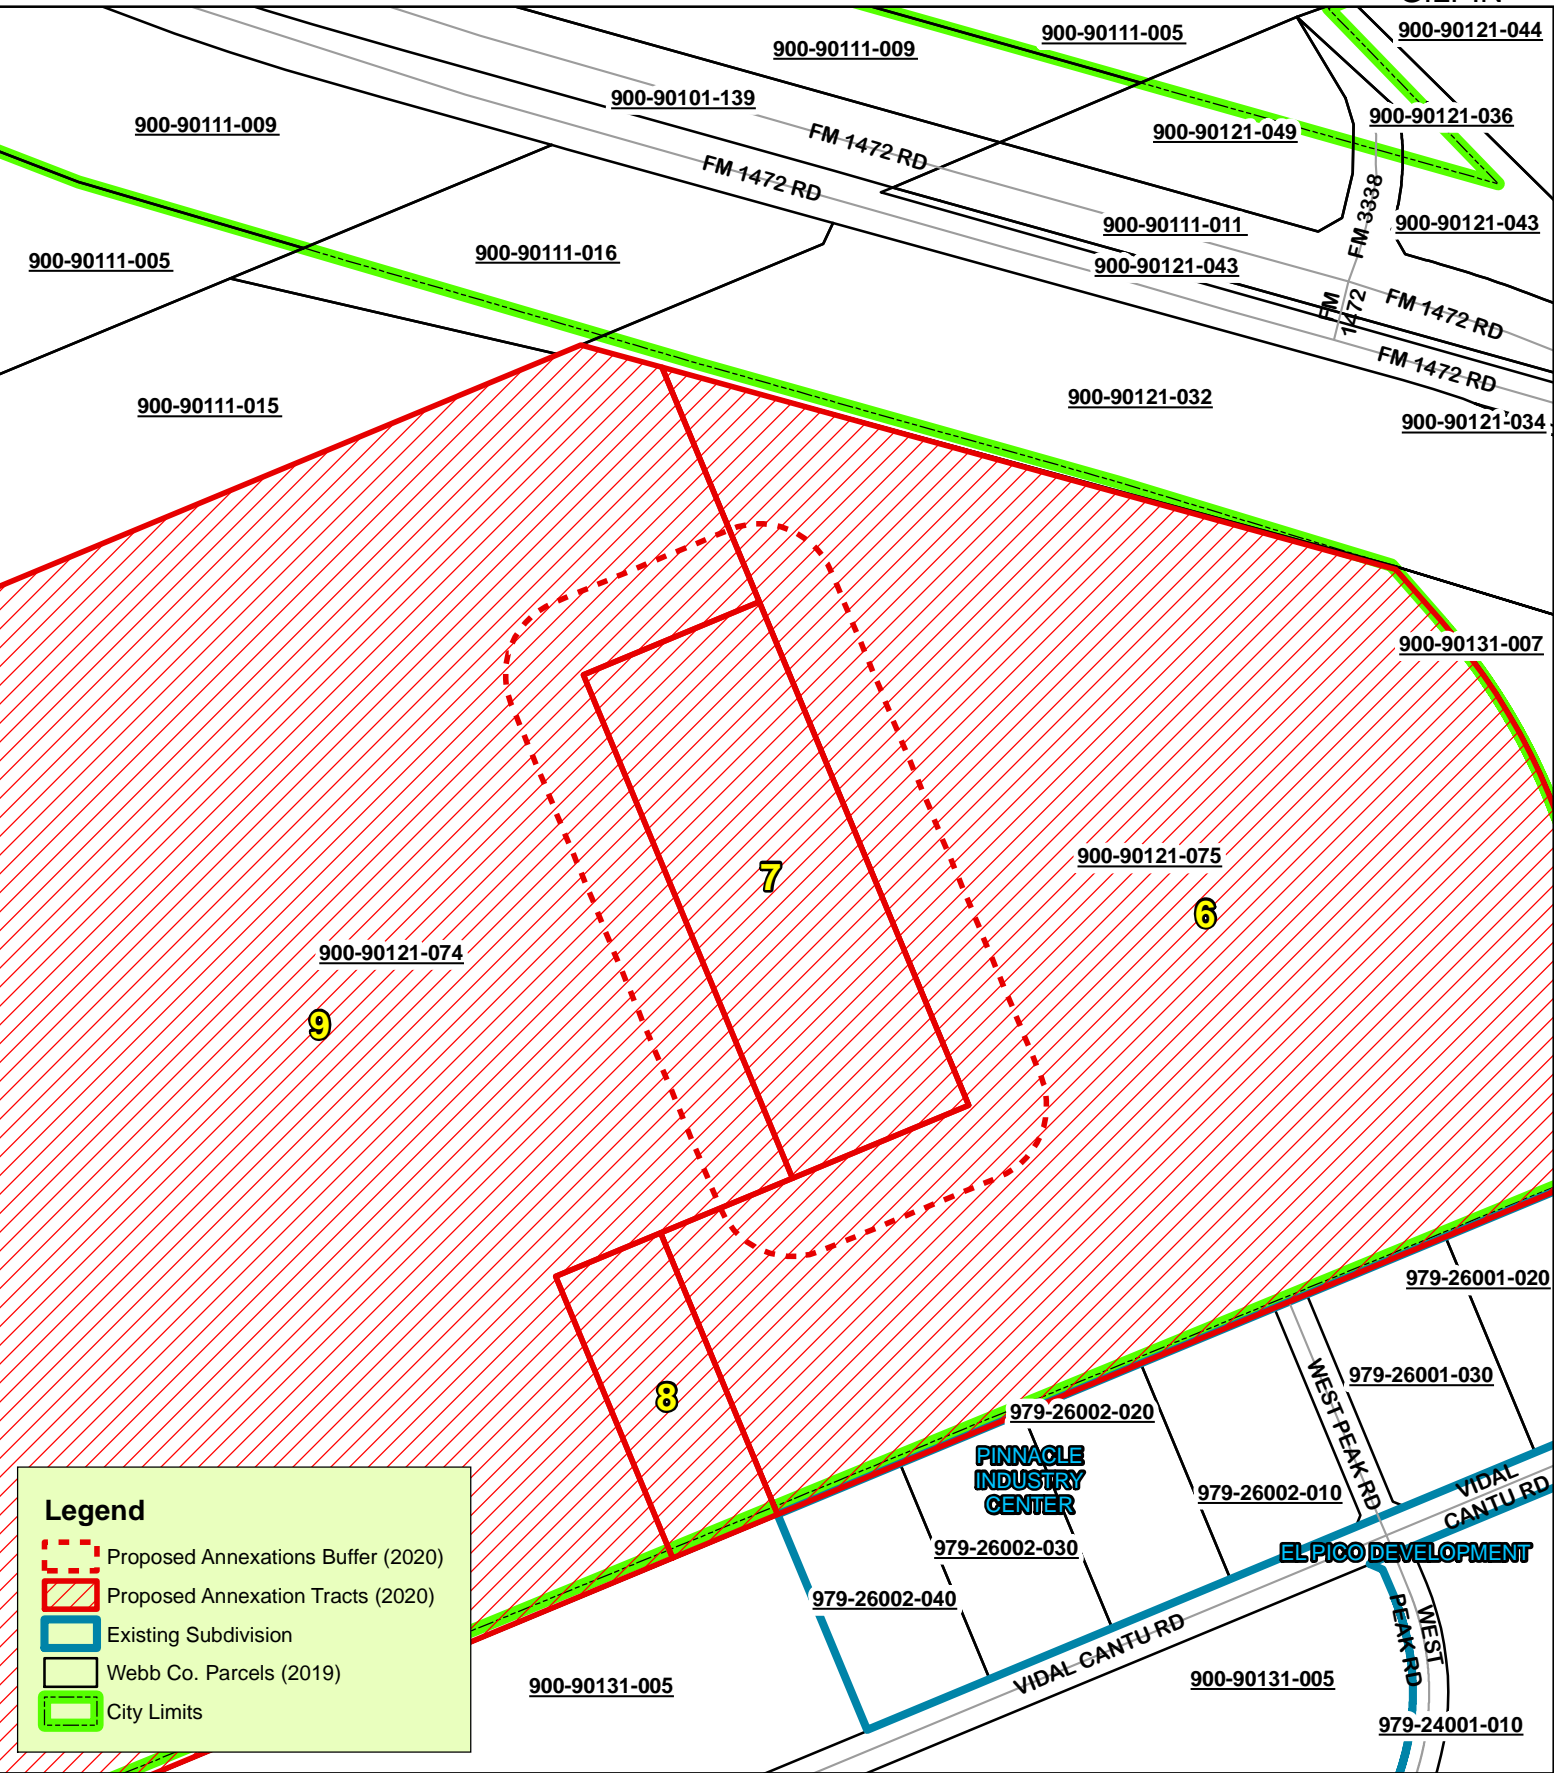 900-90111-005
900-90121-044
900-90111-009
900-90101-139
900-90121-036
900-90111-009
900-90121-049
FM 1472 RD
FM 1472 RD
FM 3338
900-90111-011
900-90121-043
900-90111-005
900-90111-016
900-90121-043
FM
1472
FM 1472 RD
FM 1472 RD
900-90111-015
900-90121-032
900-90121-034
900-90131-007
900-90121-075
7
6
900-90121-074
9
979-26001-020
8
979-26001-030
979-26002-020
WEST PEAK RD
PINNACLE
INDUSTRY
CENTER
979-26002-010
VIDAL
CANTU RD
979-26002-030
EL PICO DEVELOPMENT
979-26002-040
WEST
PEAK RD
VIDAL CANTU RD
900-90131-005
900-90131-005
979-24001-010
Legend
Proposed Annexations Buffer (2020)
Proposed Annexation Tracts (2020)
Existing Subdivision
Webb Co. Parcels (2019)
City Limits